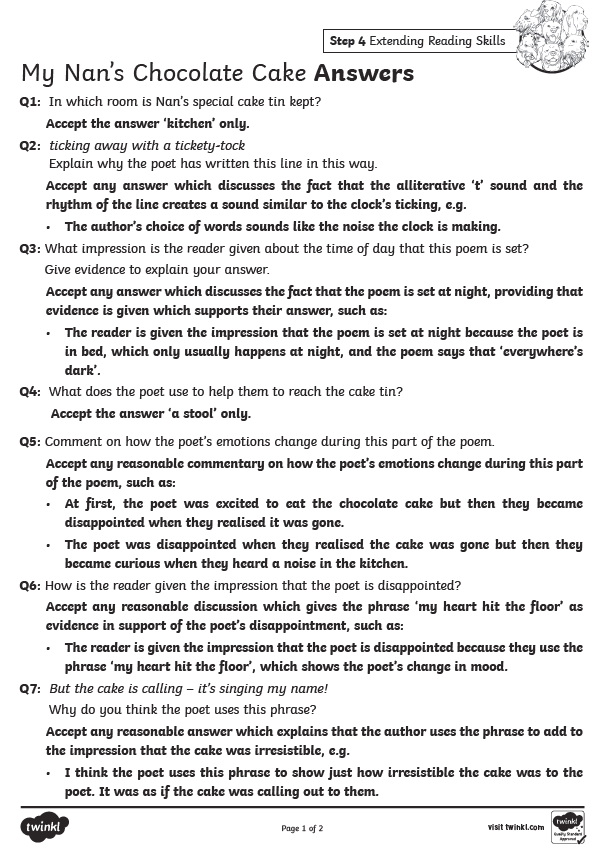 Step 4 Extending Reading Skills
My Nan's Chocolate Cake Answers
Q1: In which room is Nan's special cake tin kept?
Accept the answer 'kitchen' only.
Q2: ticking away with a tickety-tock
Explain why the poet has written this line in this way.
Accept any answer which discusses the fact that the alliterative 't' sound and the
rhythm of the line creates a sound similar to the clock's ticking, e.g.
• The author's choice of words sounds like the noise the clock is making.
Q3: What impression is the reader given about the time of day that this poem is set?
Give evidence to explain your answer.
Accept any answer which discusses the fact that the poem is set at night, providing that
evidence is given which supports their answer, such as:
• The reader is given the impression that the poem is set at night because the poet is
in bed, which only usually happens at night, and the poem says that 'everywhere's
dark'.
Q4: What does the poet use to help them to reach the cake tin?
Accept the answer 'a stool' only.
Q5: Comment on how the poet's emotions change during this part of the poem.
Accept any reasonable commentary on how the poet's emotions change during this part
of the poem, such as:
• At first, the poet was excited to eat the chocolate cake but then they became
disappointed when they realised it was gone.
• The poet was disappointed when they realised the cake was gone but then they
became curious when they heard a noise in the kitchen.
Q6: How is the reader given the impression that the poet is disappointed?
Accept any reasonable discussion which gives the phrase 'my heart hit the floor' as
evidence in support of the poet's disappointment, such as:
• The reader is given the impression that the poet is disappointed because they use the
phrase 'my heart hit the floor', which shows the poet's change in mood.
Q7: But the cake is calling – it's singing my name!
Why do you think the poet uses this phrase?
Accept any reasonable answer which explains that the author uses the phrase to add to
the impression that the cake was irresistible, e.g.
• I think the poet uses this phrase to show just how irresistible the cake was to the
poet. It was as if the cake was calling out to them.
twinkl
Page 1 of 2
visit twinkl.com
twinkl
Quality Standard
Approved